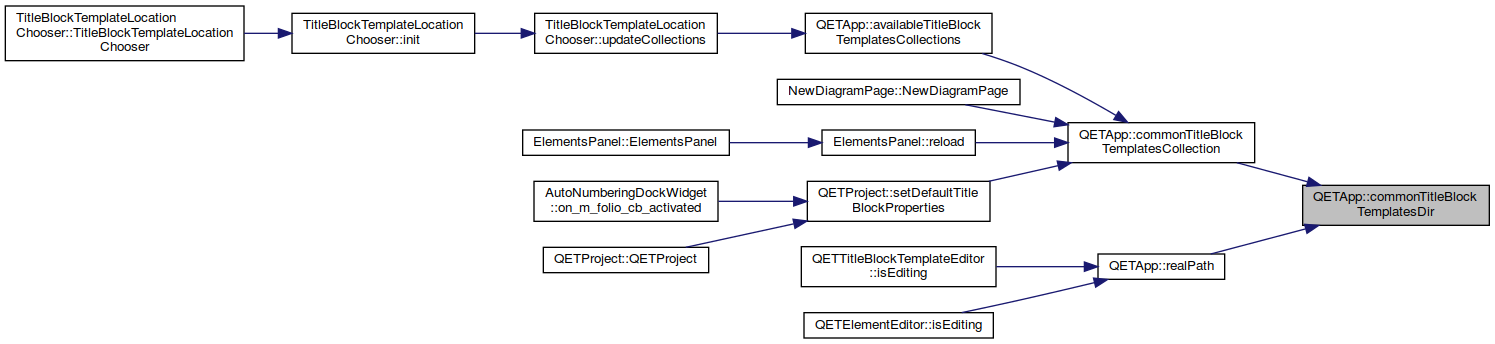 TitleBlockTemplateLocation
Chooser::TitleBlockTemplateLocation
Chooser
TitleBlockTemplateLocation
Chooser::init
TitleBlockTemplateLocation
Chooser::updateCollections
QETApp::availableTitleBlock
TemplatesCollections
NewDiagramPage::NewDiagramPage
ElementsPanel::ElementsPanel
ElementsPanel::reload
QETApp::commonTitleBlock
TemplatesCollection
AutoNumberingDockWidget
::on_m_folio_cb_activated
QETProject::setDefaultTitle
BlockProperties
QETApp::commonTitleBlock
TemplatesDir
QETProject::QETProject
QETTitleBlockTemplateEditor
::isEditing
QETApp::realPath
QETElementEditor::isEditing